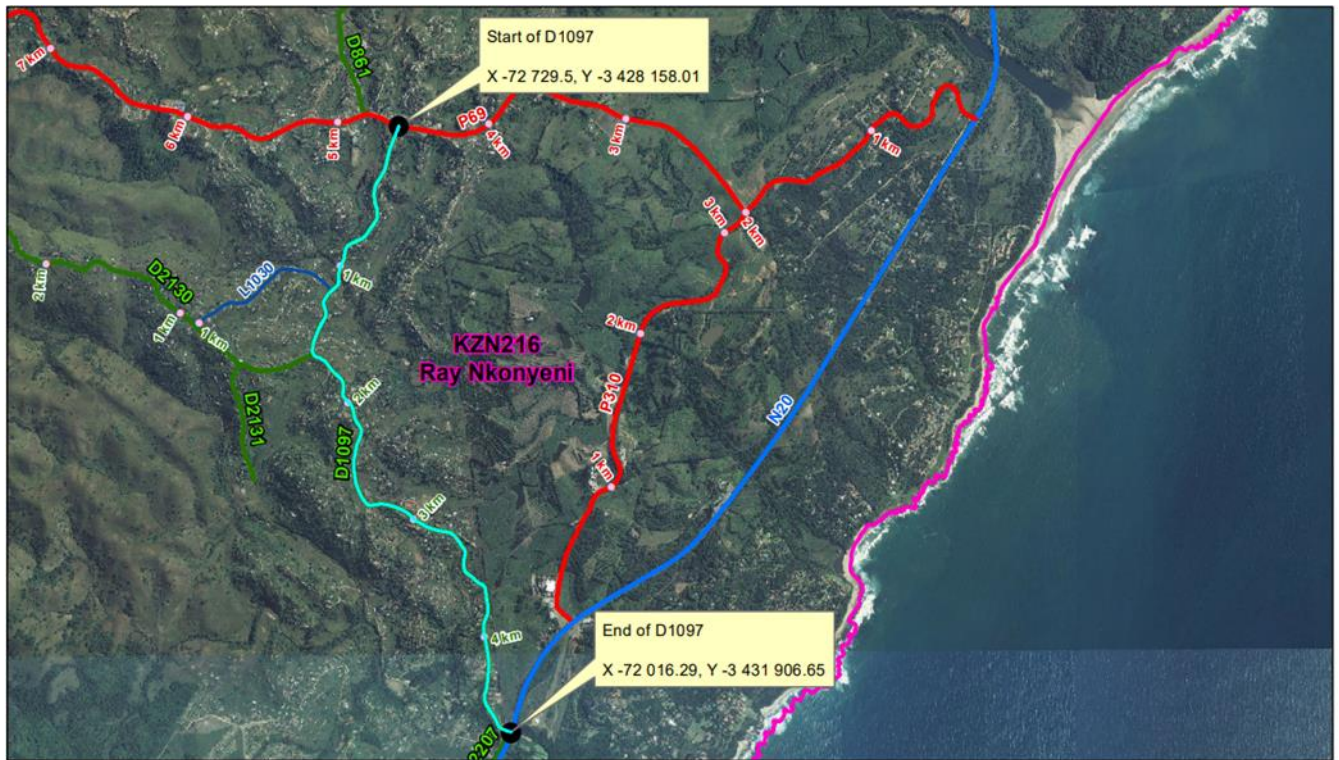 Start of D1097
X -72 729.5, Y -3 428 158.01
D861
7 km
6 km
5 km
P69
4 km
3 km
1 km
3 km
2 km
2 km
D2130
L1030
1 km
1 km
1 km
2 km
KZN216
Ray Nkonyeni
P310
N20
2 km
D2131
D1097
1 km
3 km
End of D1097
X -72 016.29, Y -3 431 906.65
4 km
2207